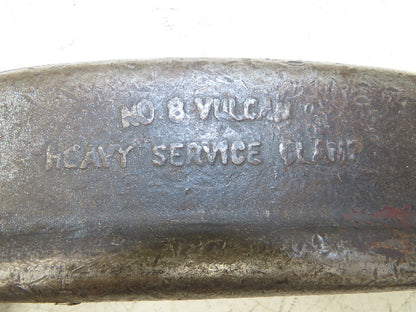 NO. 8 VULCAN
HEAVY SERVICE CLAMP